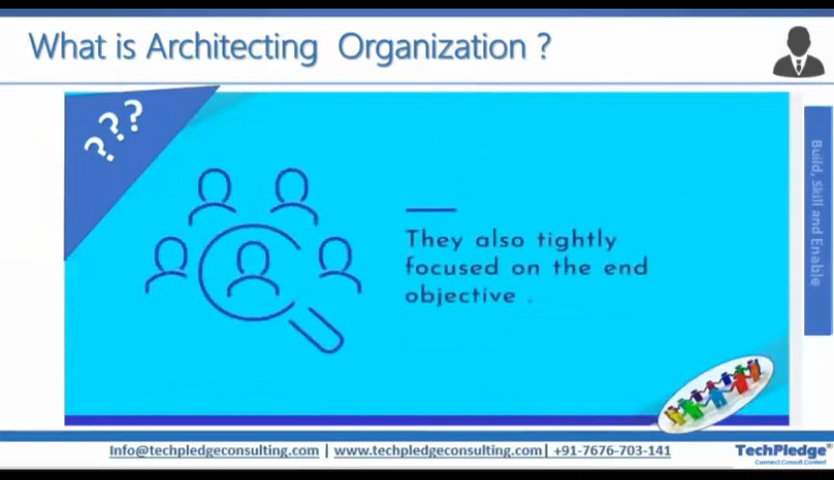 What is Architecting Organization ?
???
They also tightly
focused on the end
objective .
Build, Skill and Enable
Info@techpledgeconsulting.com | www.techpledgeconsulting.com| +91-7676-703-141
TechPledge®
Connect.Consult.Content